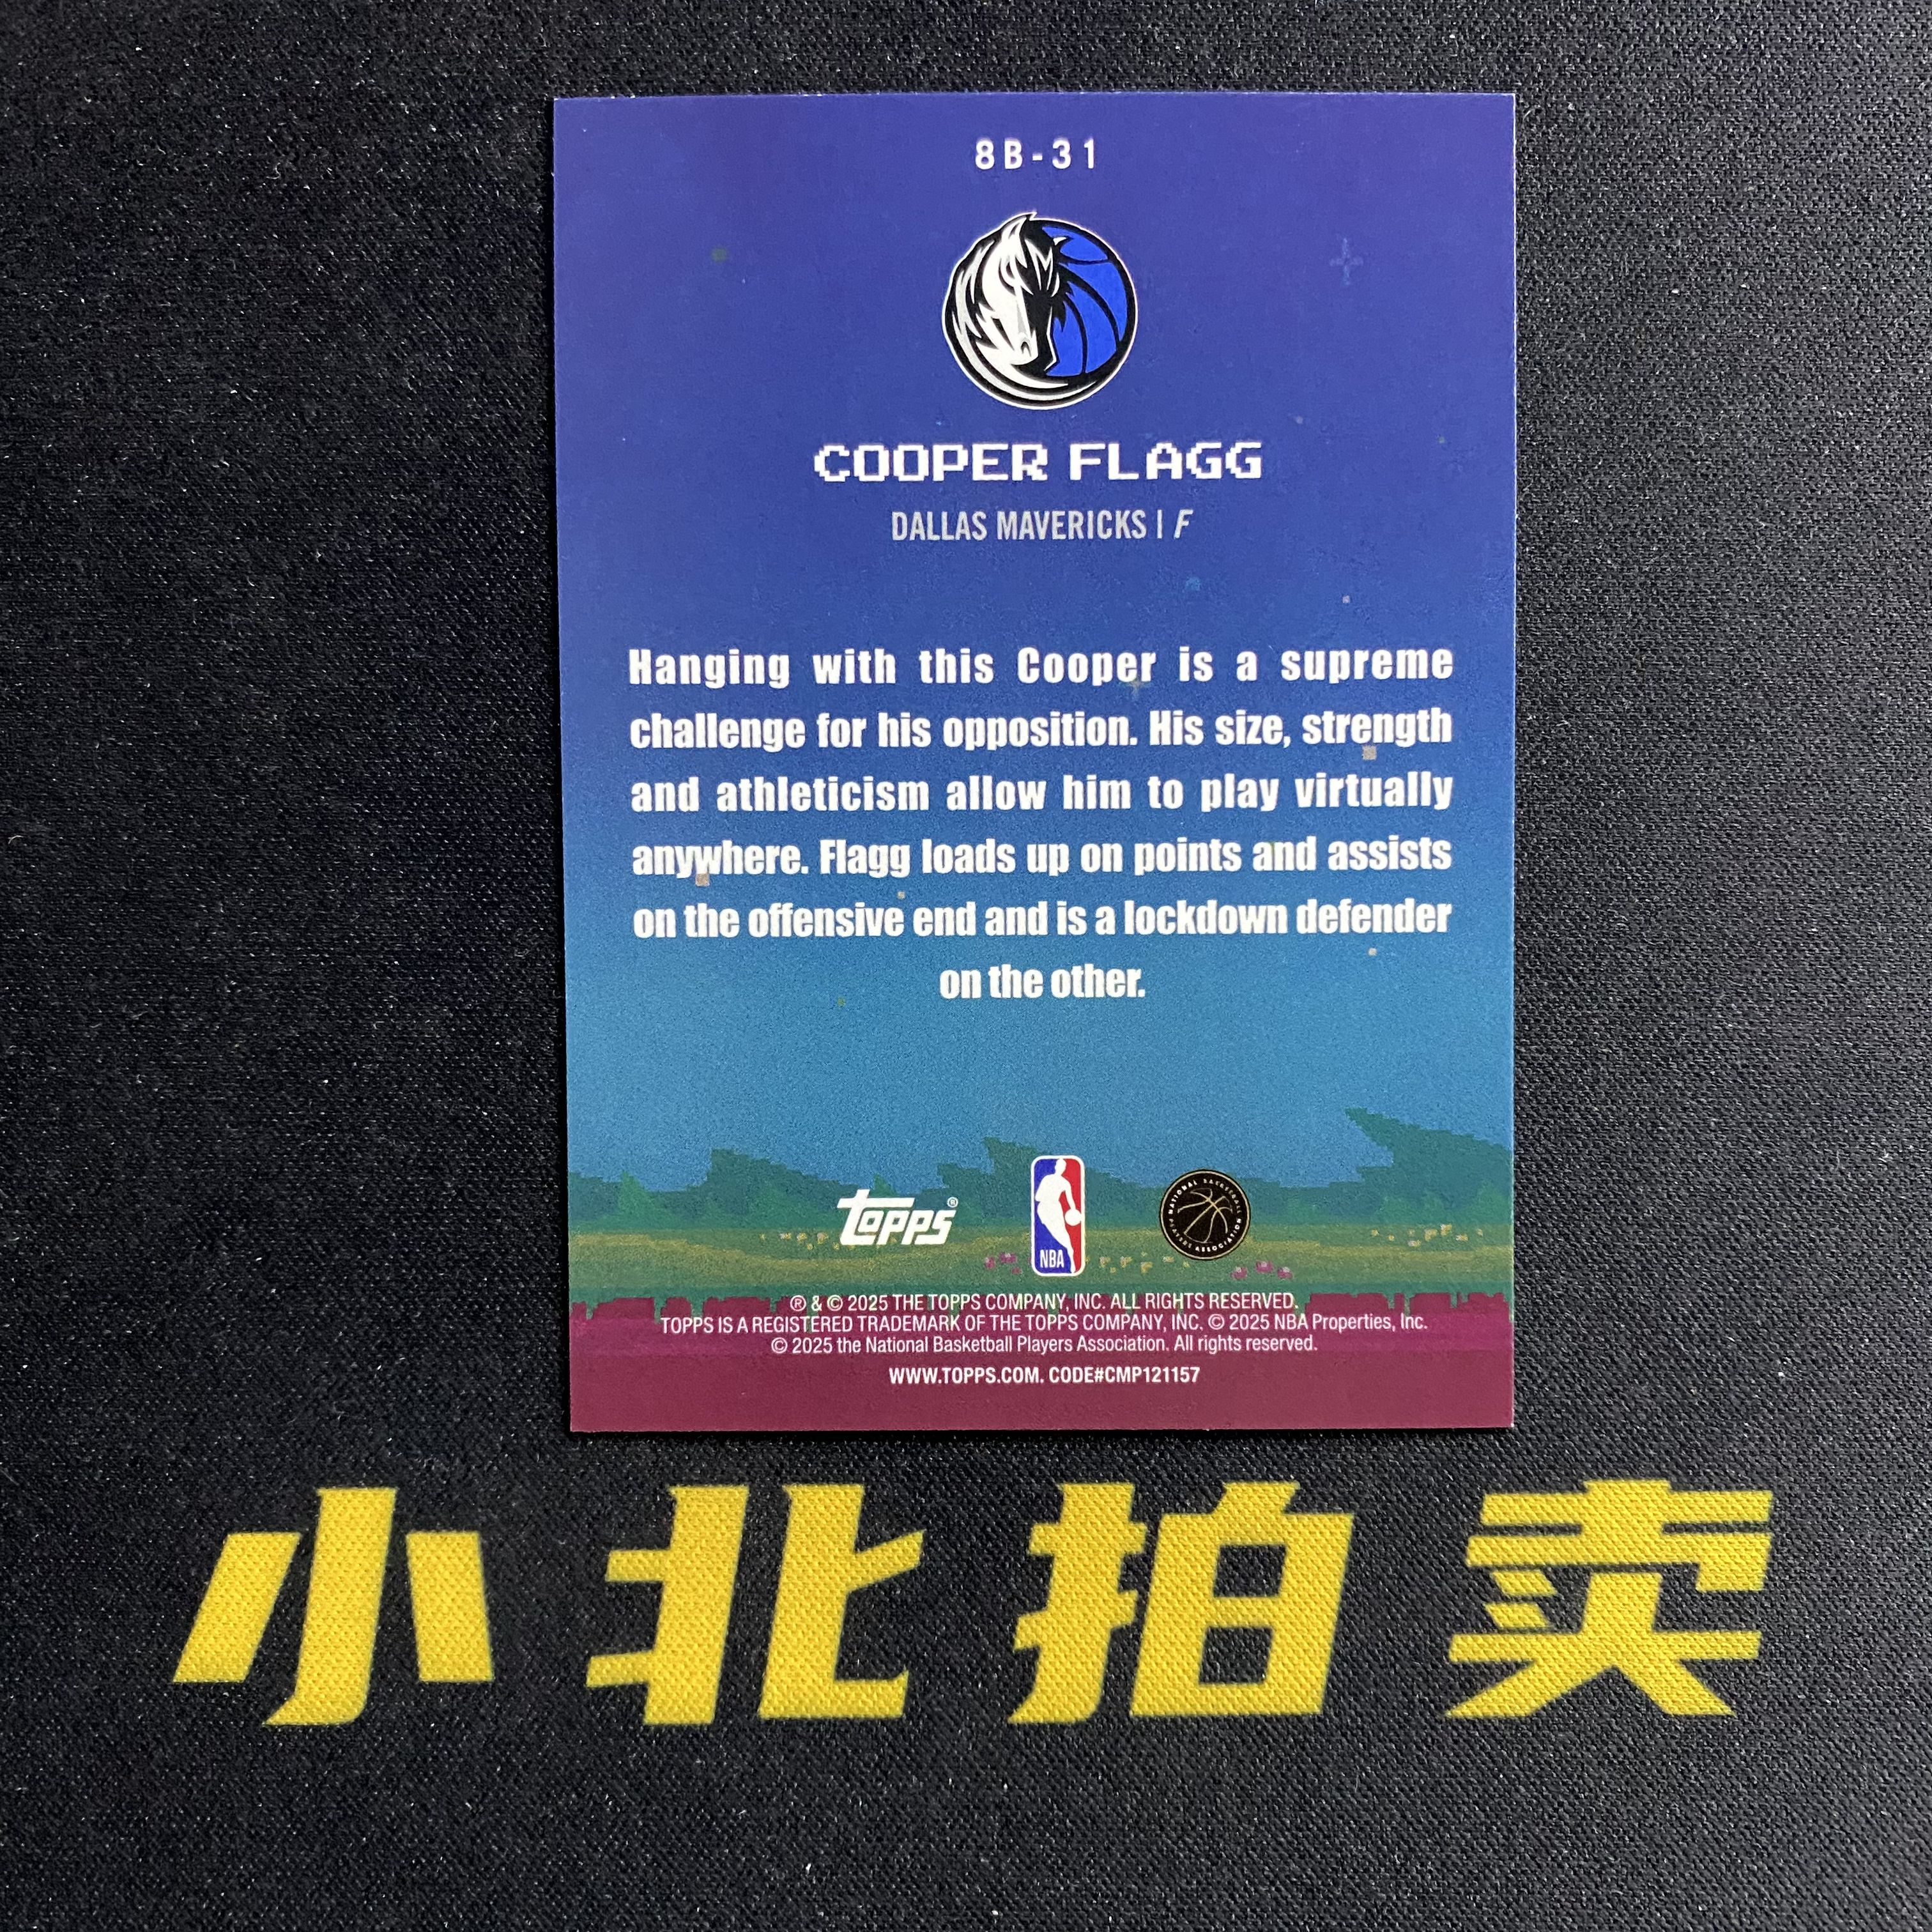 8B-31
COOPER FLAGG
DALLAS MAVERICKS | F
Hanging with this Cooper is a supreme
challenge for his opposition. His size, strength
and athleticism allow him to play virtually
anywhere. Flagg loads up on points and assists
on the offensive end and is a lockdown defender
on the other.
topps®
NBA
NATIONAL BASKETBALL PLAYERS ASSOCIATION
® & © 2025 THE TOPPS COMPANY, INC. ALL RIGHTS RESERVED.
TOPPS IS A REGISTERED TRADEMARK OF THE TOPPS COMPANY, INC. © 2025 NBA Properties, Inc.
© 2025 the National Basketball Players Association. All rights reserved.
WWW.TOPPS.COM. CODE#CMP121157
小北拍卖